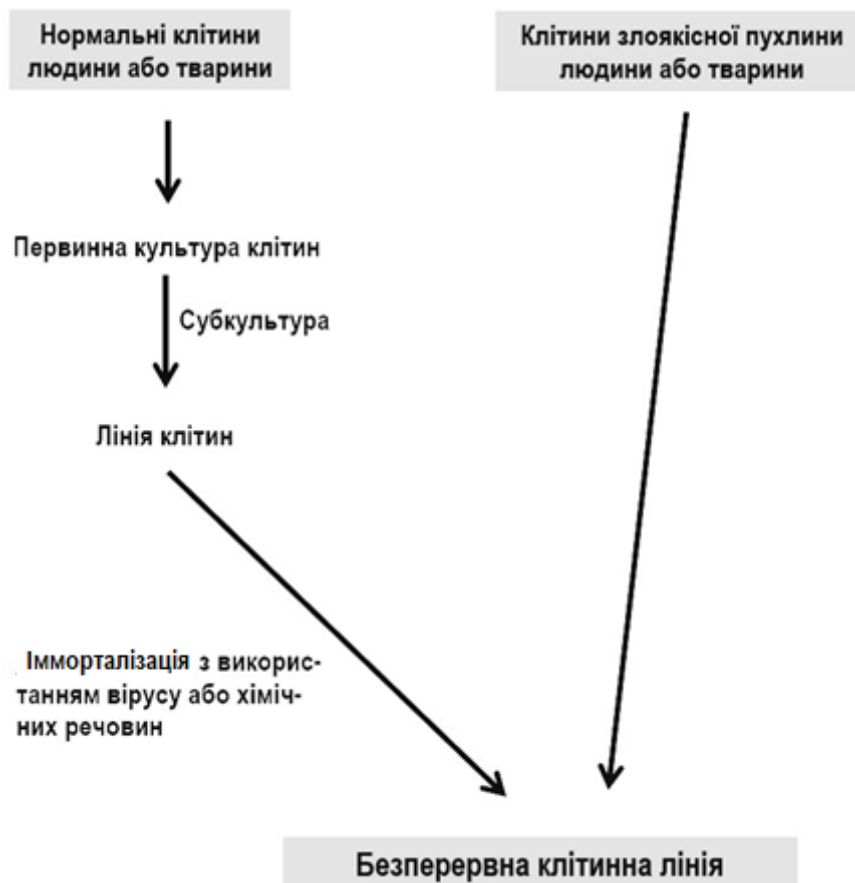 Нормальні клітини
людини або тварини
Клітини злоякісної пухлини
людини або тварини
Первинна культура клітин
Субкультура
Лінія клітин
Імморталізація з викорис-
танням вірусу або хіміч-
них речовин
Безперервна клітинна лінія